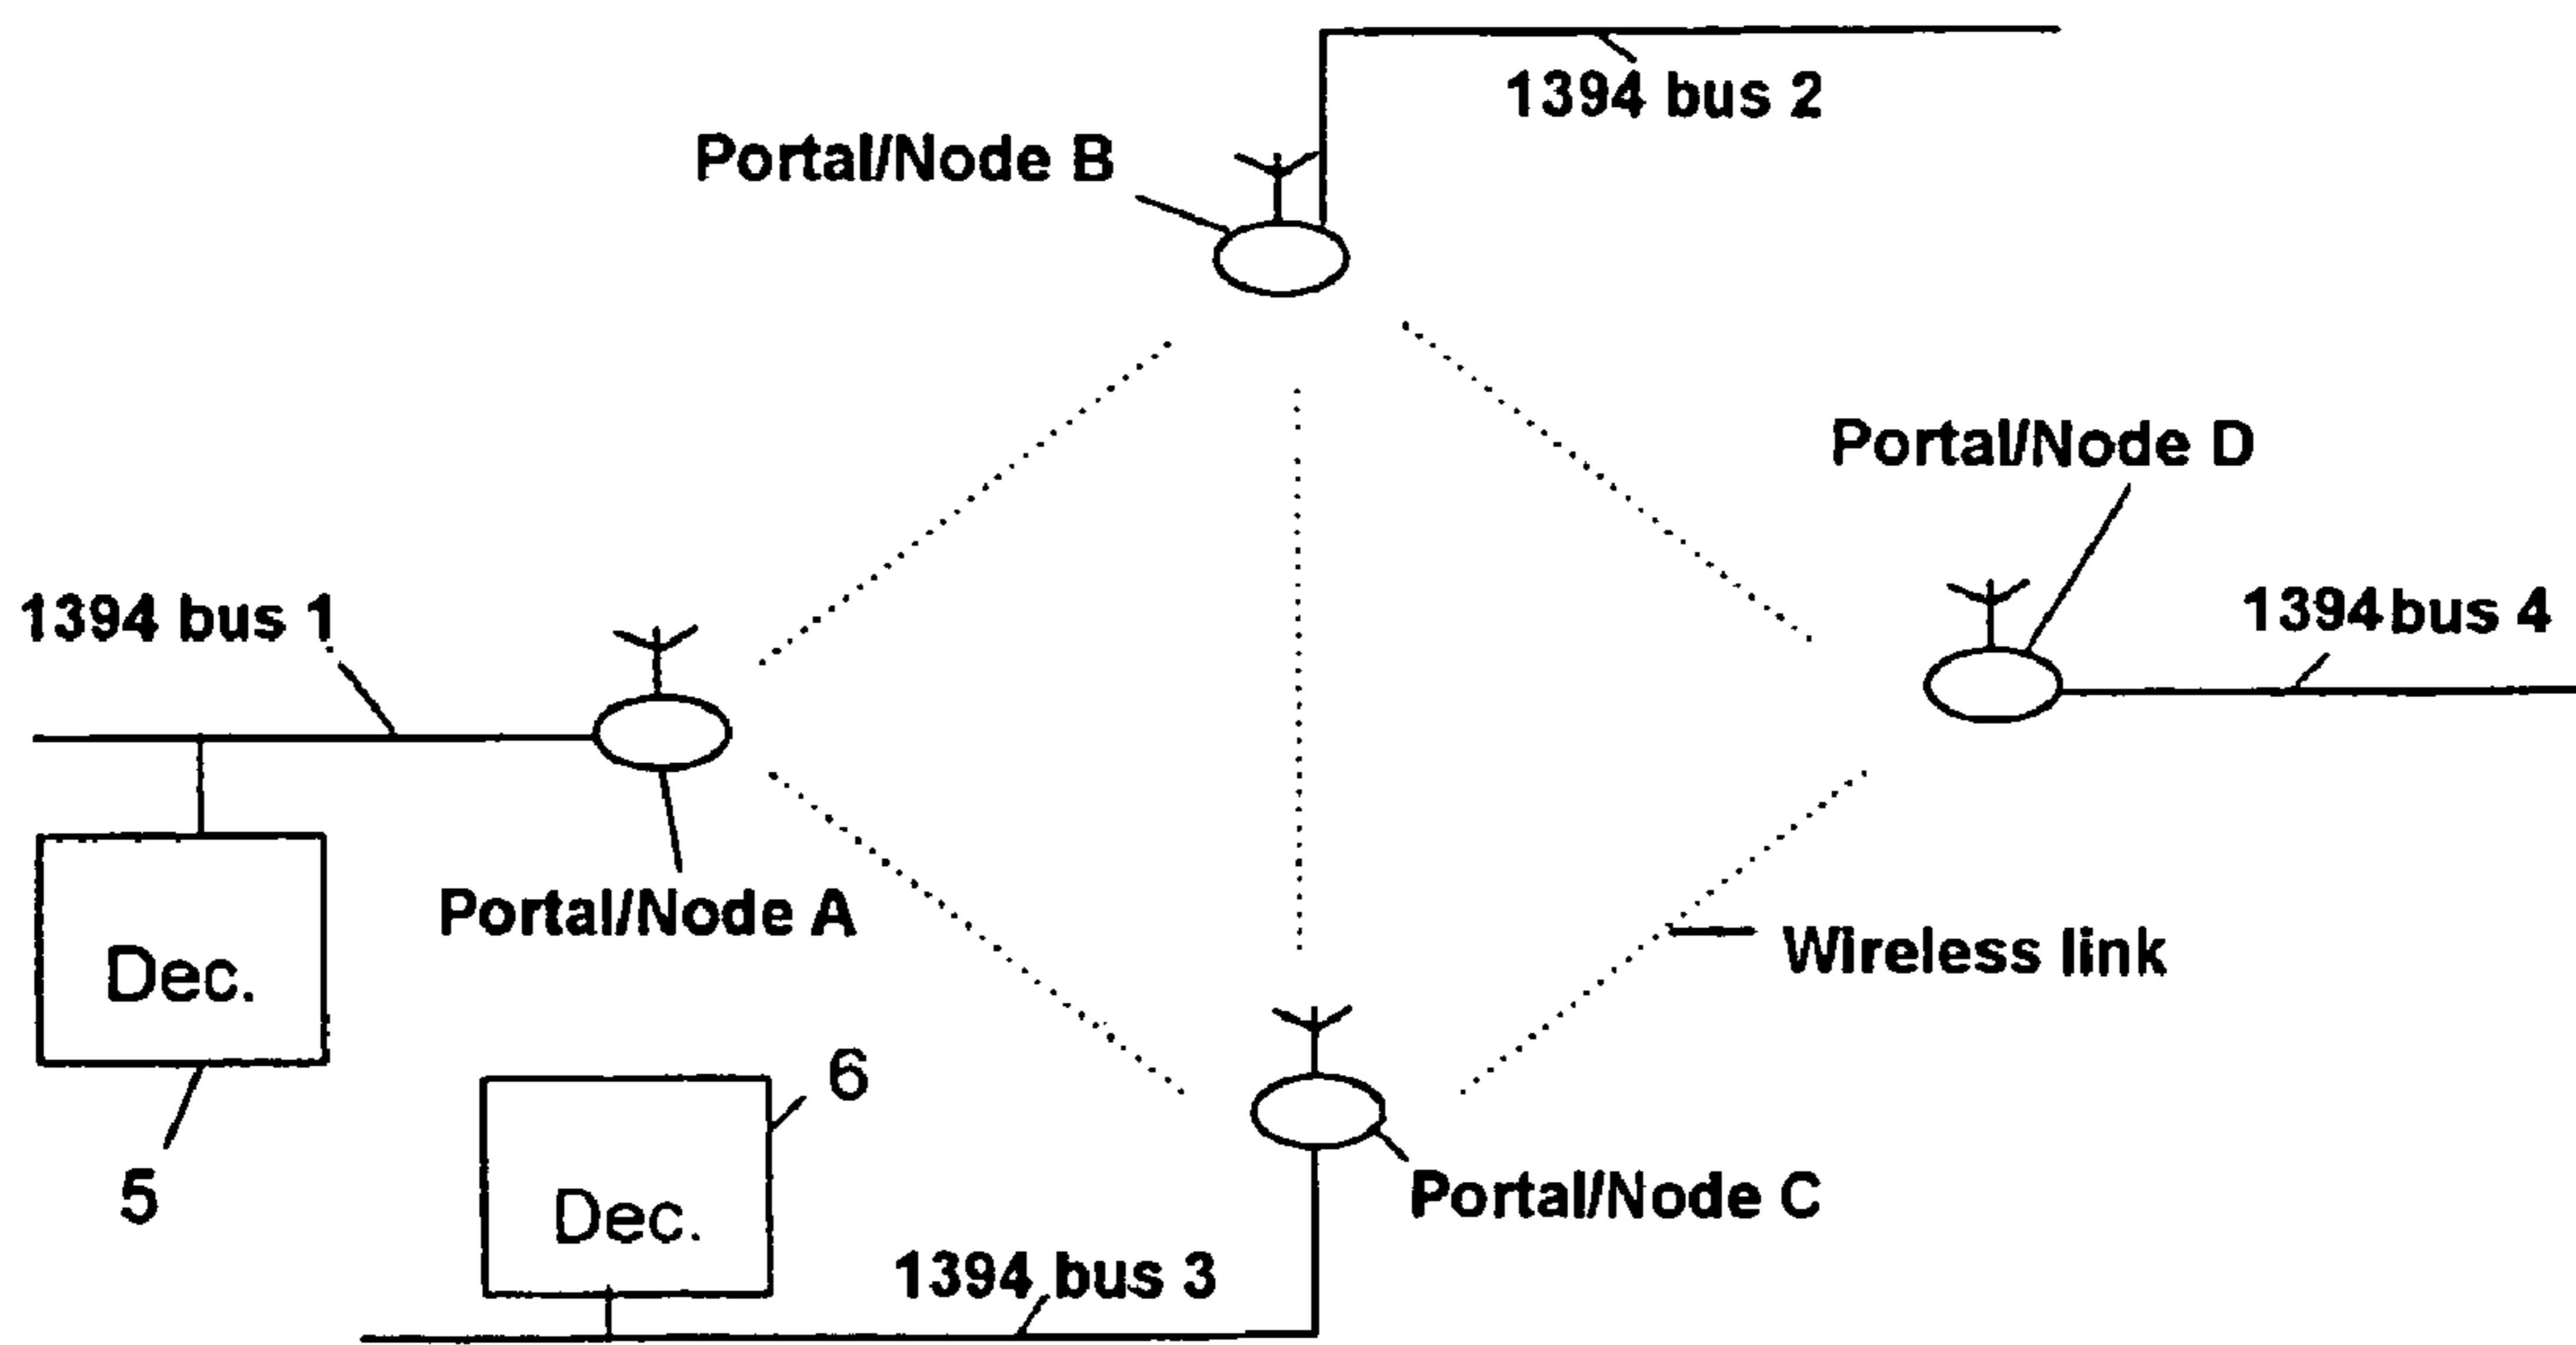 1394 bus 2
Portal/Node B
Portal/Node D
1394 bus 1
1394 bus 4
Portal/Node A
Wireless link
Dec.
6
5
Dec.
Portal/Node C
1394 bus 3